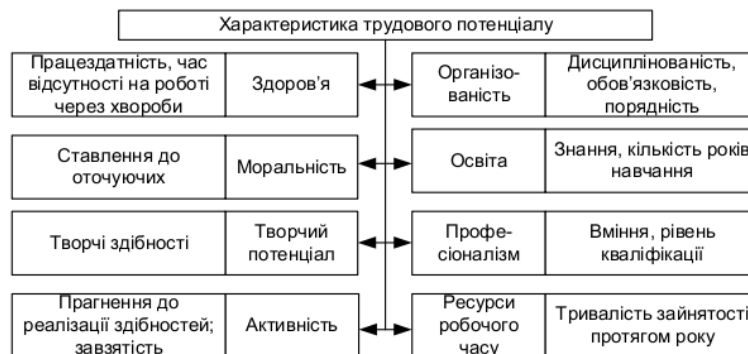 Характеристика трудового потенціалу
Працездатність, час
відсутності на роботі
через хвороби
Здоров’я
Організо-
ваність
Дисциплінованість,
обов’язковість,
порядність
Ставлення до
оточуючих
Моральність
Освіта
Знання, кількість років
навчання
Творчі здібності
Творчий
потенціал
Профе-
сіоналізм
Вміння, рівень
кваліфікації
Прагнення до
реалізації здібностей;
завзятість
Активність
Ресурси
робочого
часу
Тривалість зайнятості
протягом року